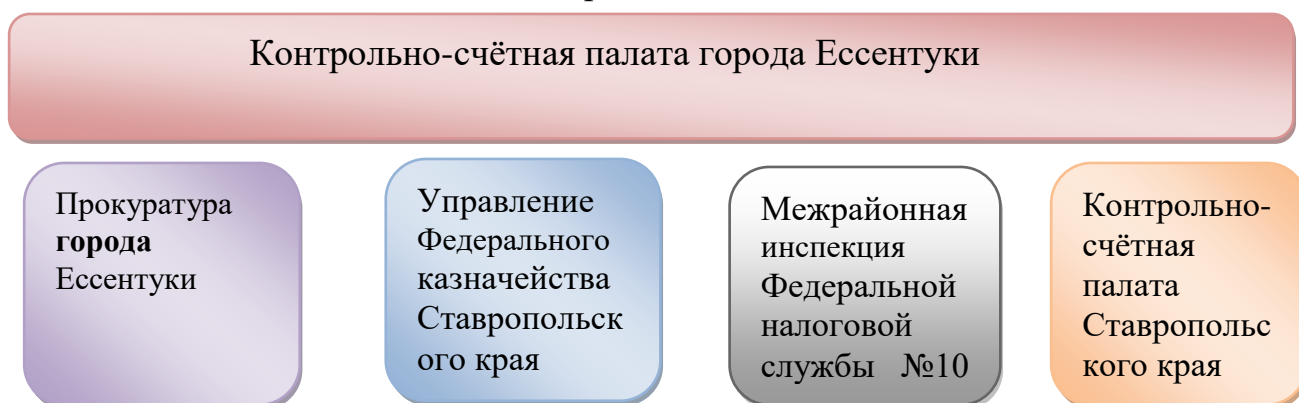 Контрольно-счётная палата города Ессентуки
Прокуратура
города
Ессентуки
Управление
Федерального
казначейства
Ставропольск
ого края
Межрайонная
инспекция
Федеральной
налоговой
службы №10
Контрольно-
счётная
палата
Ставропольс
кого края